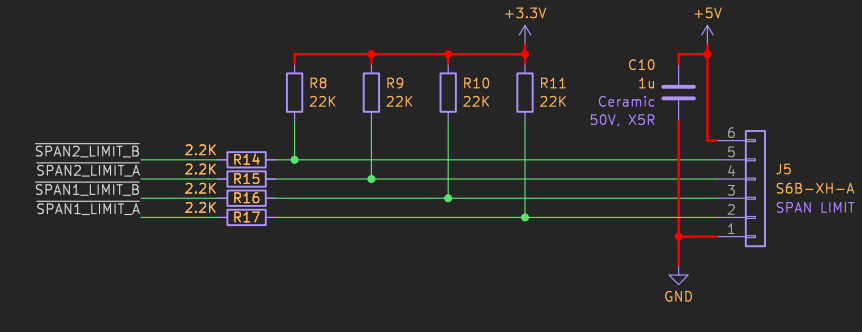 +3.3V
+5V
R8
22K
R9
22K
R10
22K
R11
22K
C10
1u
Ceramic
50V, X5R
SPAN2_LIMIT_B
2.2K
R14
SPAN2_LIMIT_A
2.2K
R15
SPAN1_LIMIT_B
2.2K
R16
SPAN1_LIMIT_A
2.2K
R17
6
5
4
3
2
1
J5
S6B-XH-A
SPAN LIMIT
GND